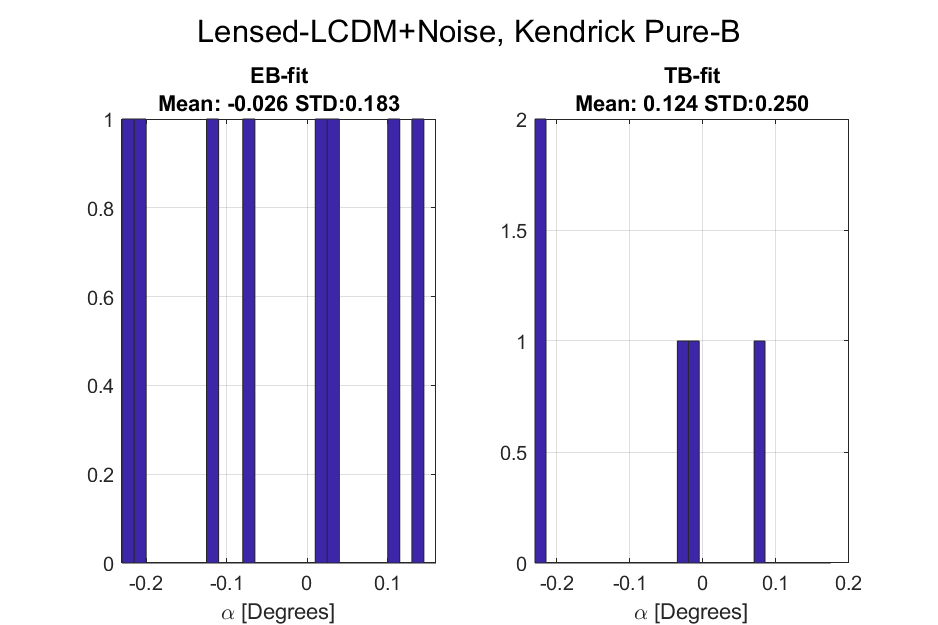 Lensed-LCDM+Noise, Kendrick Pure-B
EB-fit
Mean: -0.026 STD:0.183
1
0.8
0.6
0.4
0.2
0
-0.2 -0.1 0 0.1
α [Degrees]
TB-fit
Mean: 0.124 STD:0.250
2
1.5
1
0.5
0
-0.2 -0.1 0 0.1 0.2
α [Degrees]